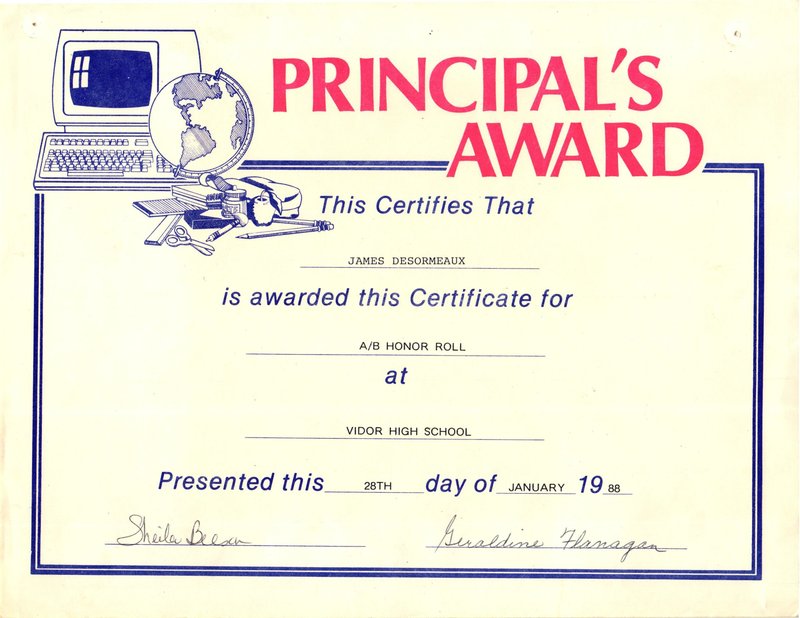 PRINCIPAL'S
AWARD
This Certifies That
JAMES DESORMEAUX
is awarded this Certificate for
A/B HONOR ROLL
at
VIDOR HIGH SCHOOL
Presented this 28TH day of JANUARY 19 88
Sheila Geraldine Flanagan